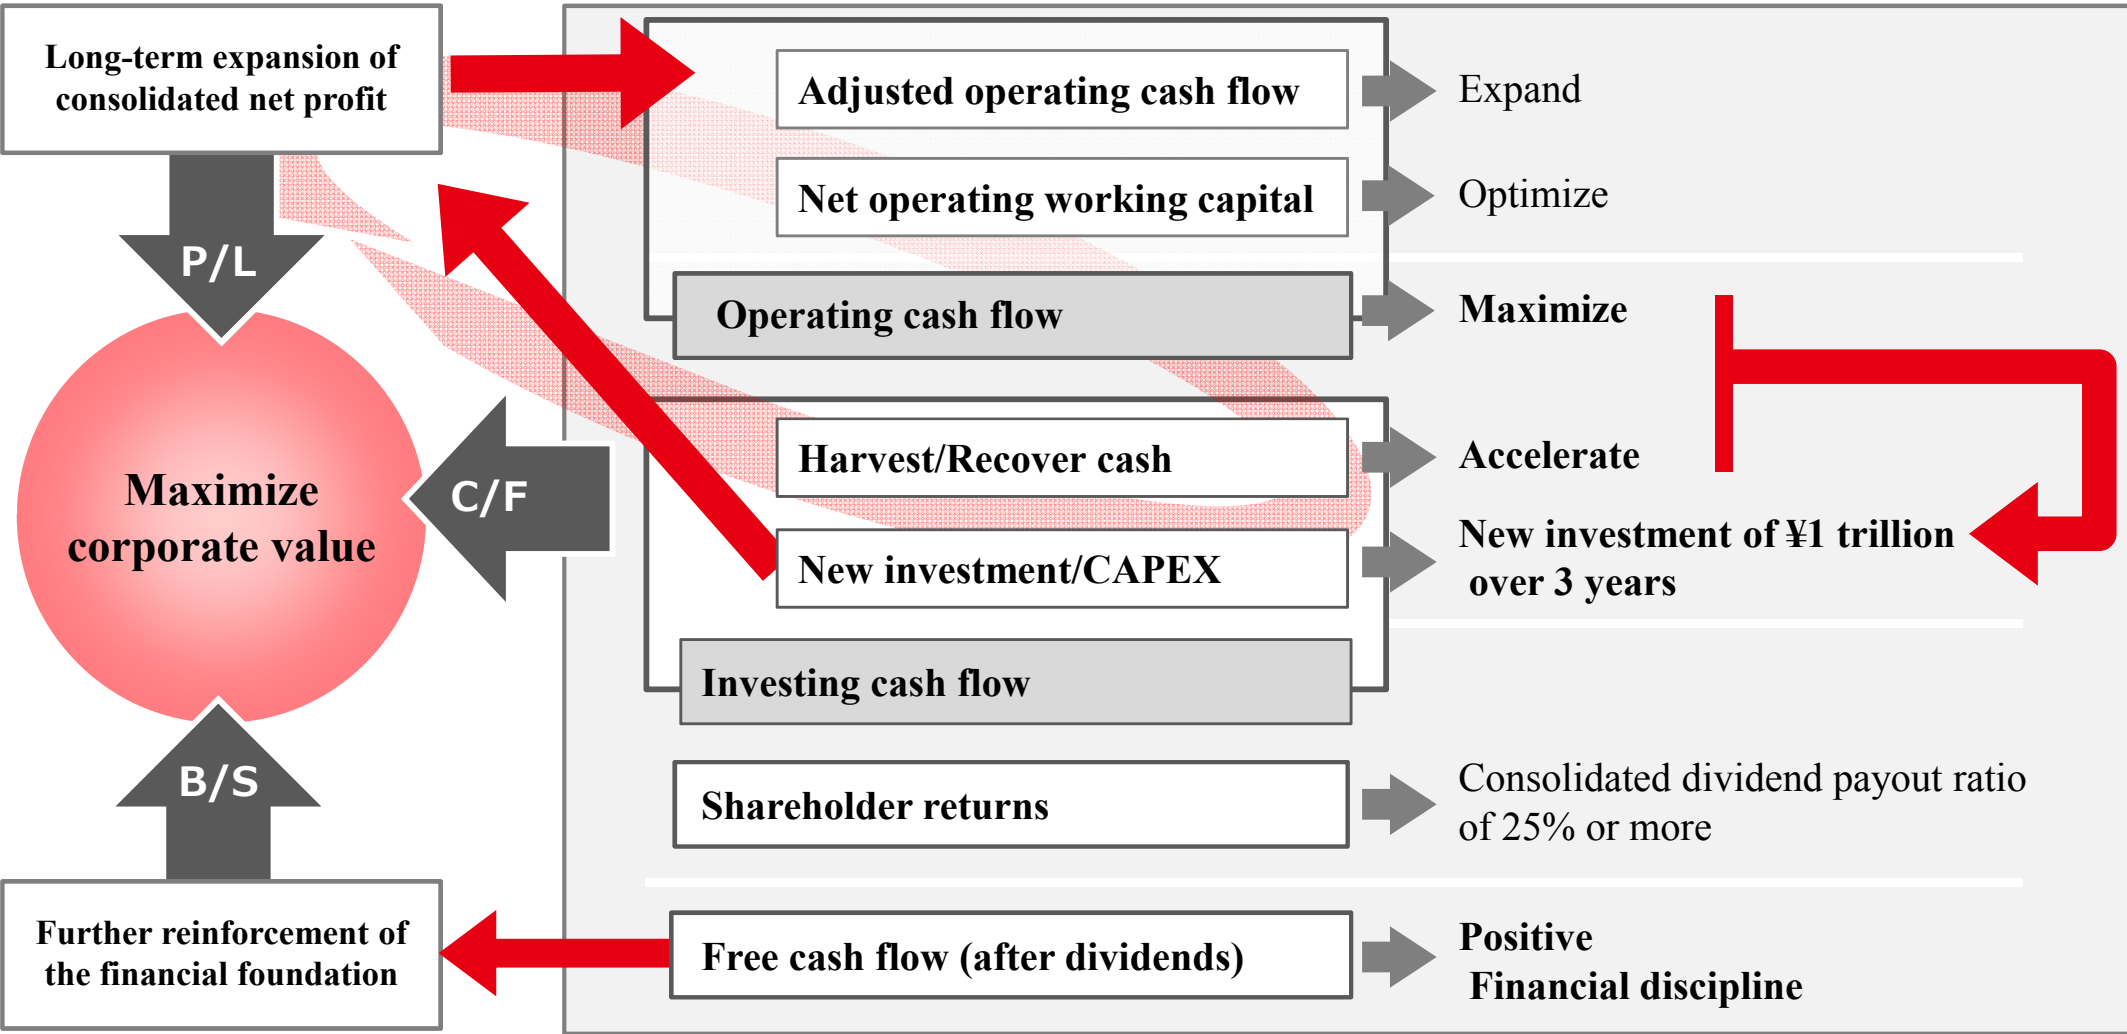 Long-term expansion of
consolidated net profit
P/L
Maximize
corporate value
C/F
B/S
Further reinforcement of
the financial foundation
Adjusted operating cash flow
Expand
Net operating working capital
Optimize
Operating cash flow
Maximize
Harvest/Recover cash
Accelerate
New investment/CAPEX
New investment of ¥1 trillion
over 3 years
Investing cash flow
Shareholder returns
Consolidated dividend payout ratio
of 25% or more
Free cash flow (after dividends)
Positive
Financial discipline